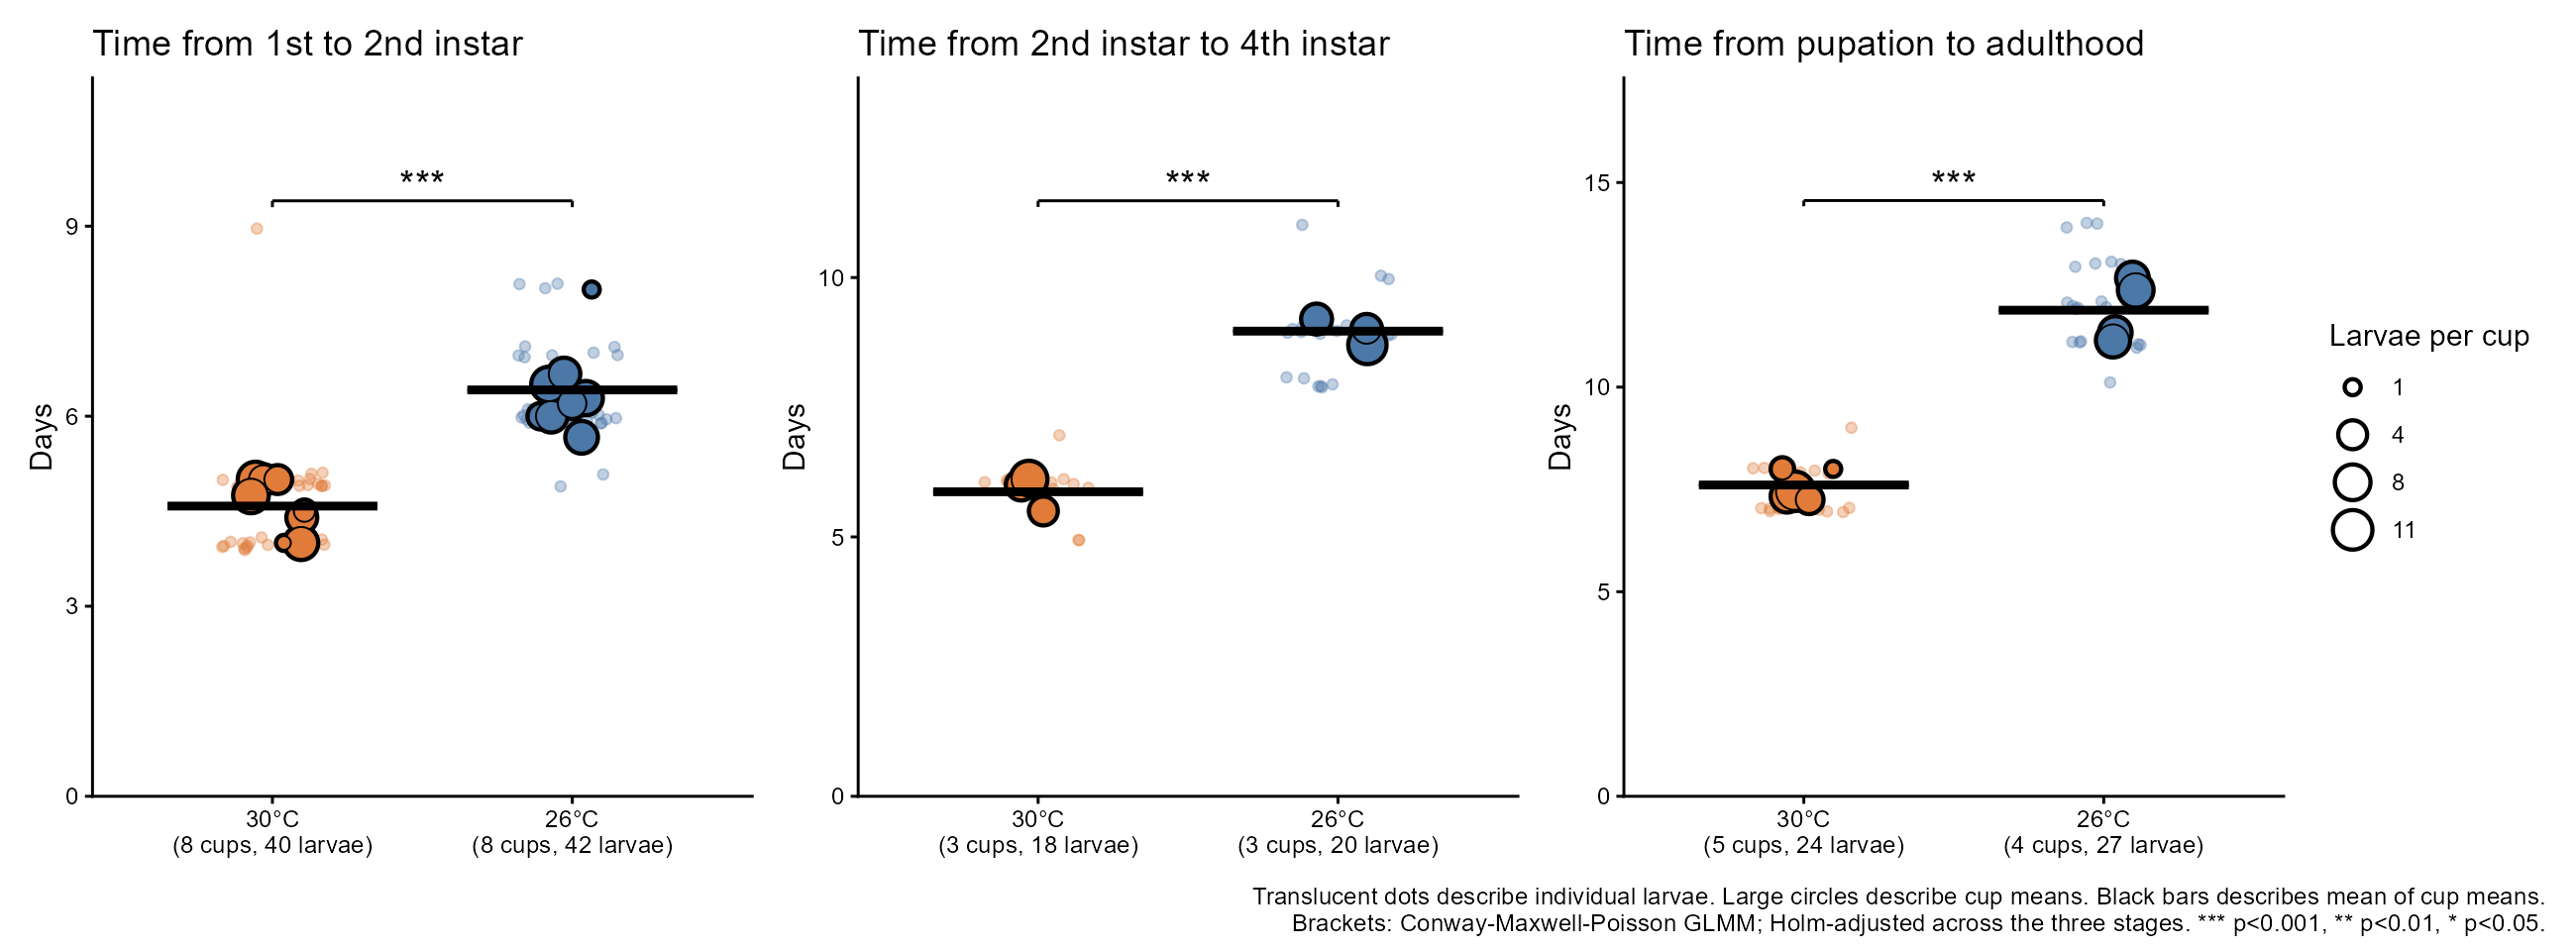 Time from 1st to 2nd instar
Time from 2nd instar to 4th instar
Time from pupation to adulthood
Days
9
6
3
0
***
30°C
(8 cups, 40 larvae)
26°C
(8 cups, 42 larvae)
Days
10
5
0
***
30°C
(3 cups, 18 larvae)
26°C
(3 cups, 20 larvae)
Days
15
10
5
0
***
30°C
(5 cups, 24 larvae)
26°C
(4 cups, 27 larvae)
Larvae per cup
1
4
8
11
Translucent dots describe individual larvae. Large circles describe cup means. Black bars describes mean of cup means.
Brackets: Conway-Maxwell-Poisson GLMM; Holm-adjusted across the three stages. *** p<0.001, ** p<0.01, * p<0.05.